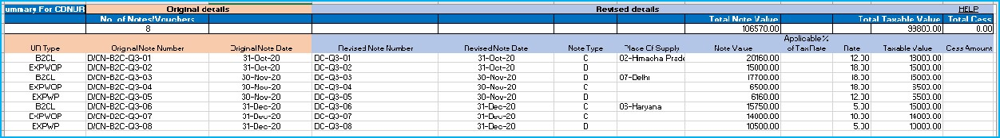 ummary For CDNUR Original details Revised details HELP
No. of Notes/Vouchers Total Note Value Total Taxable Value Total Cess
8 106570.00 99800.00 0.00
UR Type Original Note Number Original Note Date Revised Note Number Revised Note Date Note Type Place Of Supply Note Value Applicable % of Tax Rate Rate Taxable Value Cess Amount
B2CL D/CN-B2C-Q3-01 31-Oct-20 DC-Q3-01 31-Oct-20 C 02-Himacha Prade 20160.00 12.00 18000.00
EXPWOP D/CN-B2C-Q3-02 31-Oct-20 DC-Q3-02 31-Oct-20 D 15000.00 18.00 15000.00
B2CL D/CN-B2C-Q3-03 30-Nov-20 DC-Q3-03 30-Nov-20 D 07-Delhi 17700.00 18.00 15000.00
EXPWOP D/CN-B2C-Q3-04 30-Nov-20 DC-Q3-04 30-Nov-20 C 6500.00 18.00 6500.00
EXPWP D/CN-B2C-Q3-05 30-Nov-20 DC-Q3-05 30-Nov-20 D 6160.00 12.00 5500.00
B2CL D/CN-B2C-Q3-06 31-Dec-20 DC-Q3-06 31-Dec-20 C 06-Haryana 15750.00 5.00 15000.00
EXPWOP D/CN-B2C-Q3-07 31-Dec-20 DC-Q3-07 31-Dec-20 C 14000.00 10.00 14000.00
EXPWP D/CN-B2C-Q3-08 31-Dec-20 DC-Q3-08 31-Dec-20 D 10500.00 5.00 10000.00